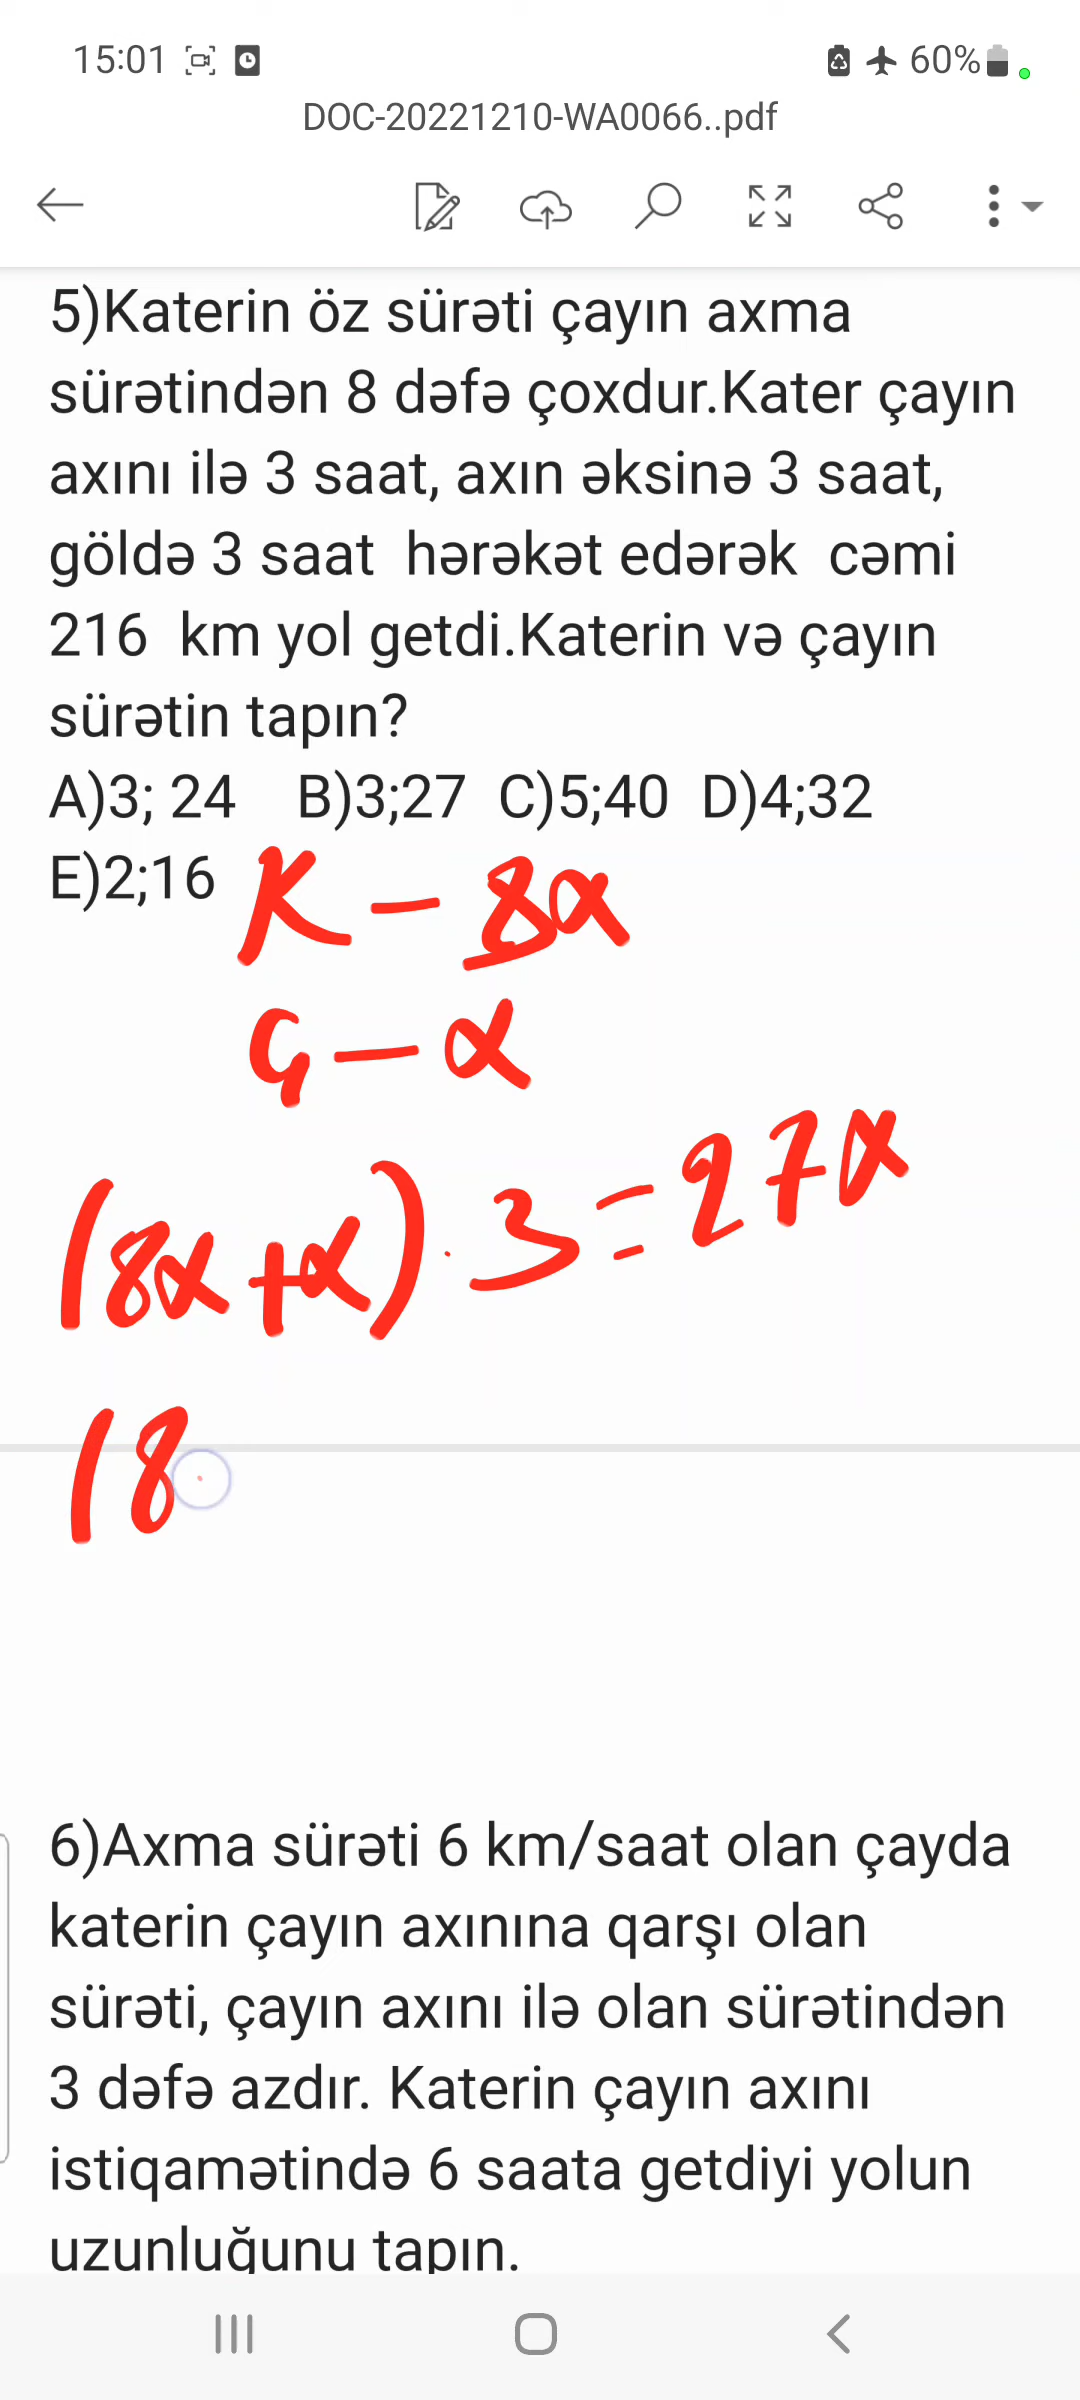 15:01 60%
DOC-20221210-WA0066..pdf
5)Katerin öz sürəti çayın axma
sürətindən 8 dəfə çoxdur.Kater çayın
axını ilə 3 saat, axın əksinə 3 saat,
göldə 3 saat hərəkət edərək cəmi
216 km yol getdi.Katerin və çayın
sürətin tapın?
A)3; 24 B)3;27 C)5;40 D)4;32
E)2;16
K - 8x
Ç - x
(8x+x)·3=27x
(8
6)Axma sürəti 6 km/saat olan çayda
katerin çayın axınına qarşı olan
sürəti, çayın axını ilə olan sürətindən
3 dəfə azdır. Katerin çayın axını
istiqamətində 6 saata getdiyi yolun
uzunluğunu tapın.